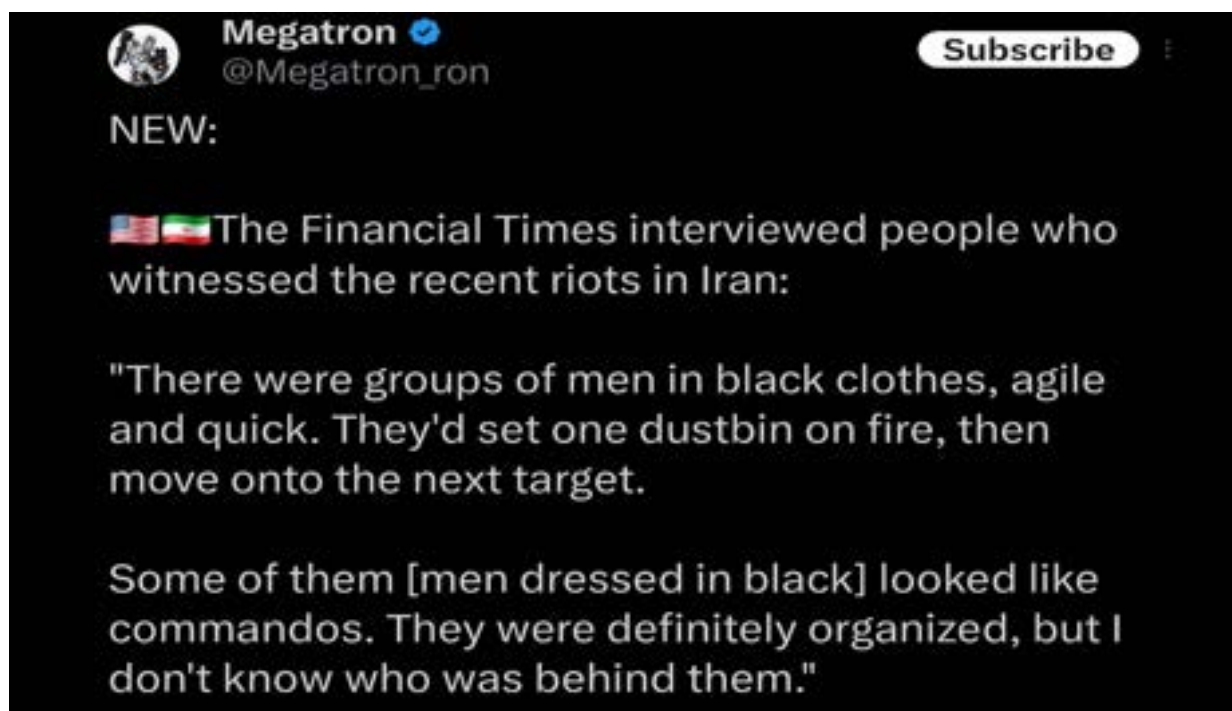 Megatron
@Megatron_ron
Subscribe
NEW:
🇺🇸🇮🇷The Financial Times interviewed people who
witnessed the recent riots in Iran:
"There were groups of men in black clothes, agile
and quick. They'd set one dustbin on fire, then
move onto the next target.
Some of them [men dressed in black] looked like
commandos. They were definitely organized, but I
don't know who was behind them."